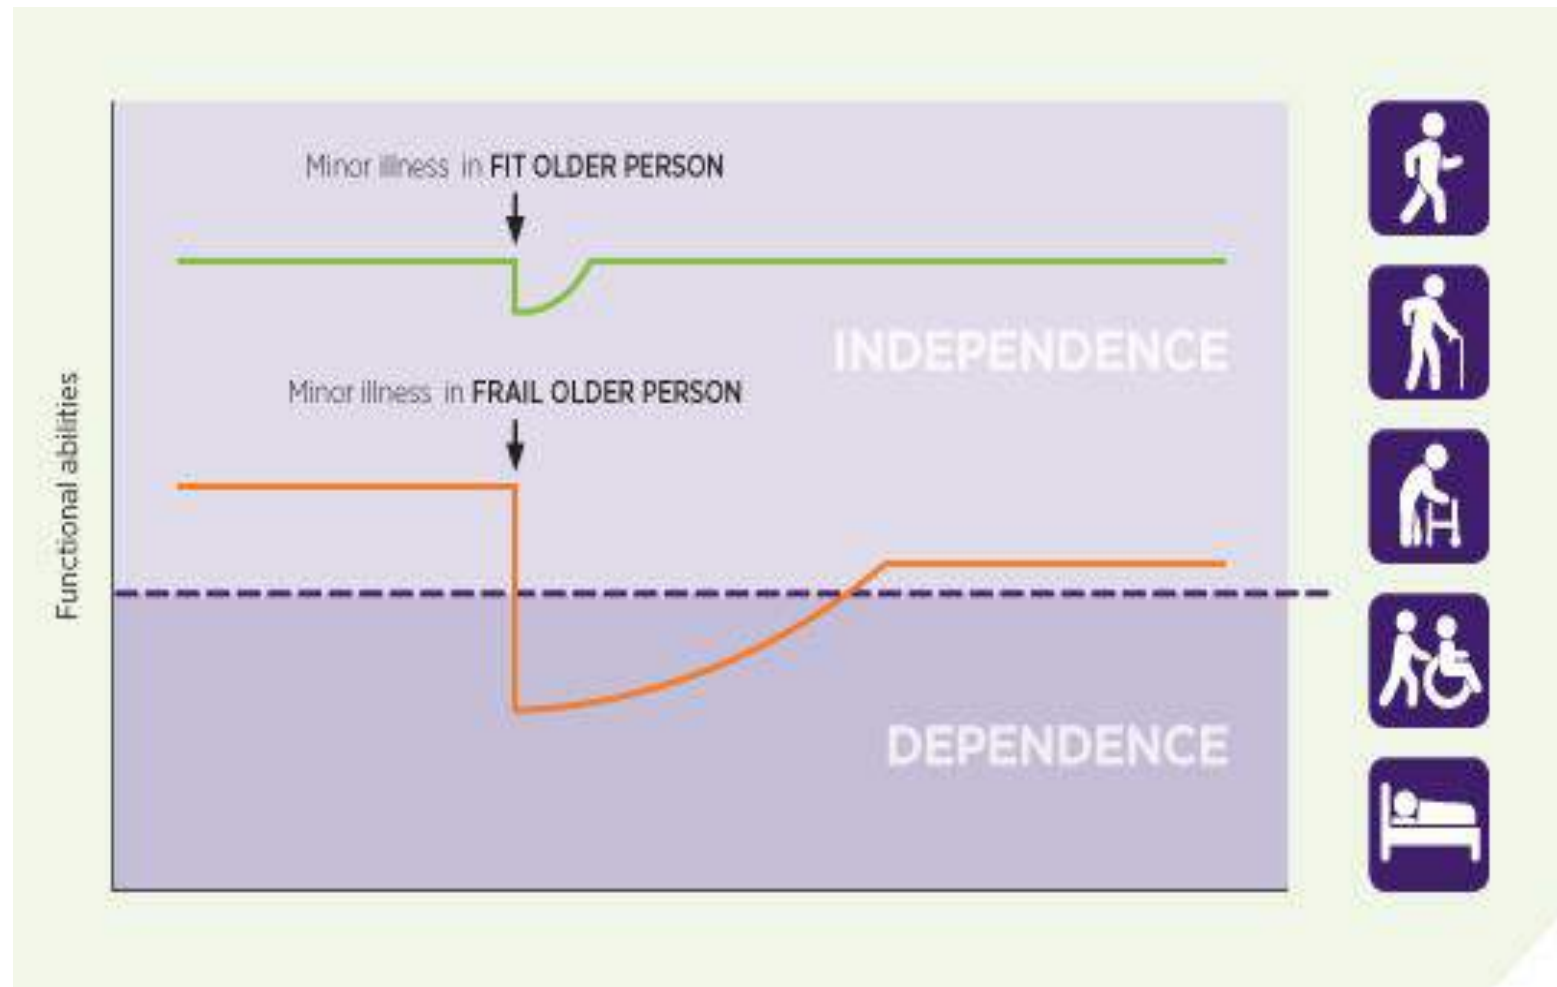 Minor illness in FIT OLDER PERSON
INDEPENDENCE
Minor illness in FRAIL OLDER PERSON
Functional abilities
DEPENDENCE